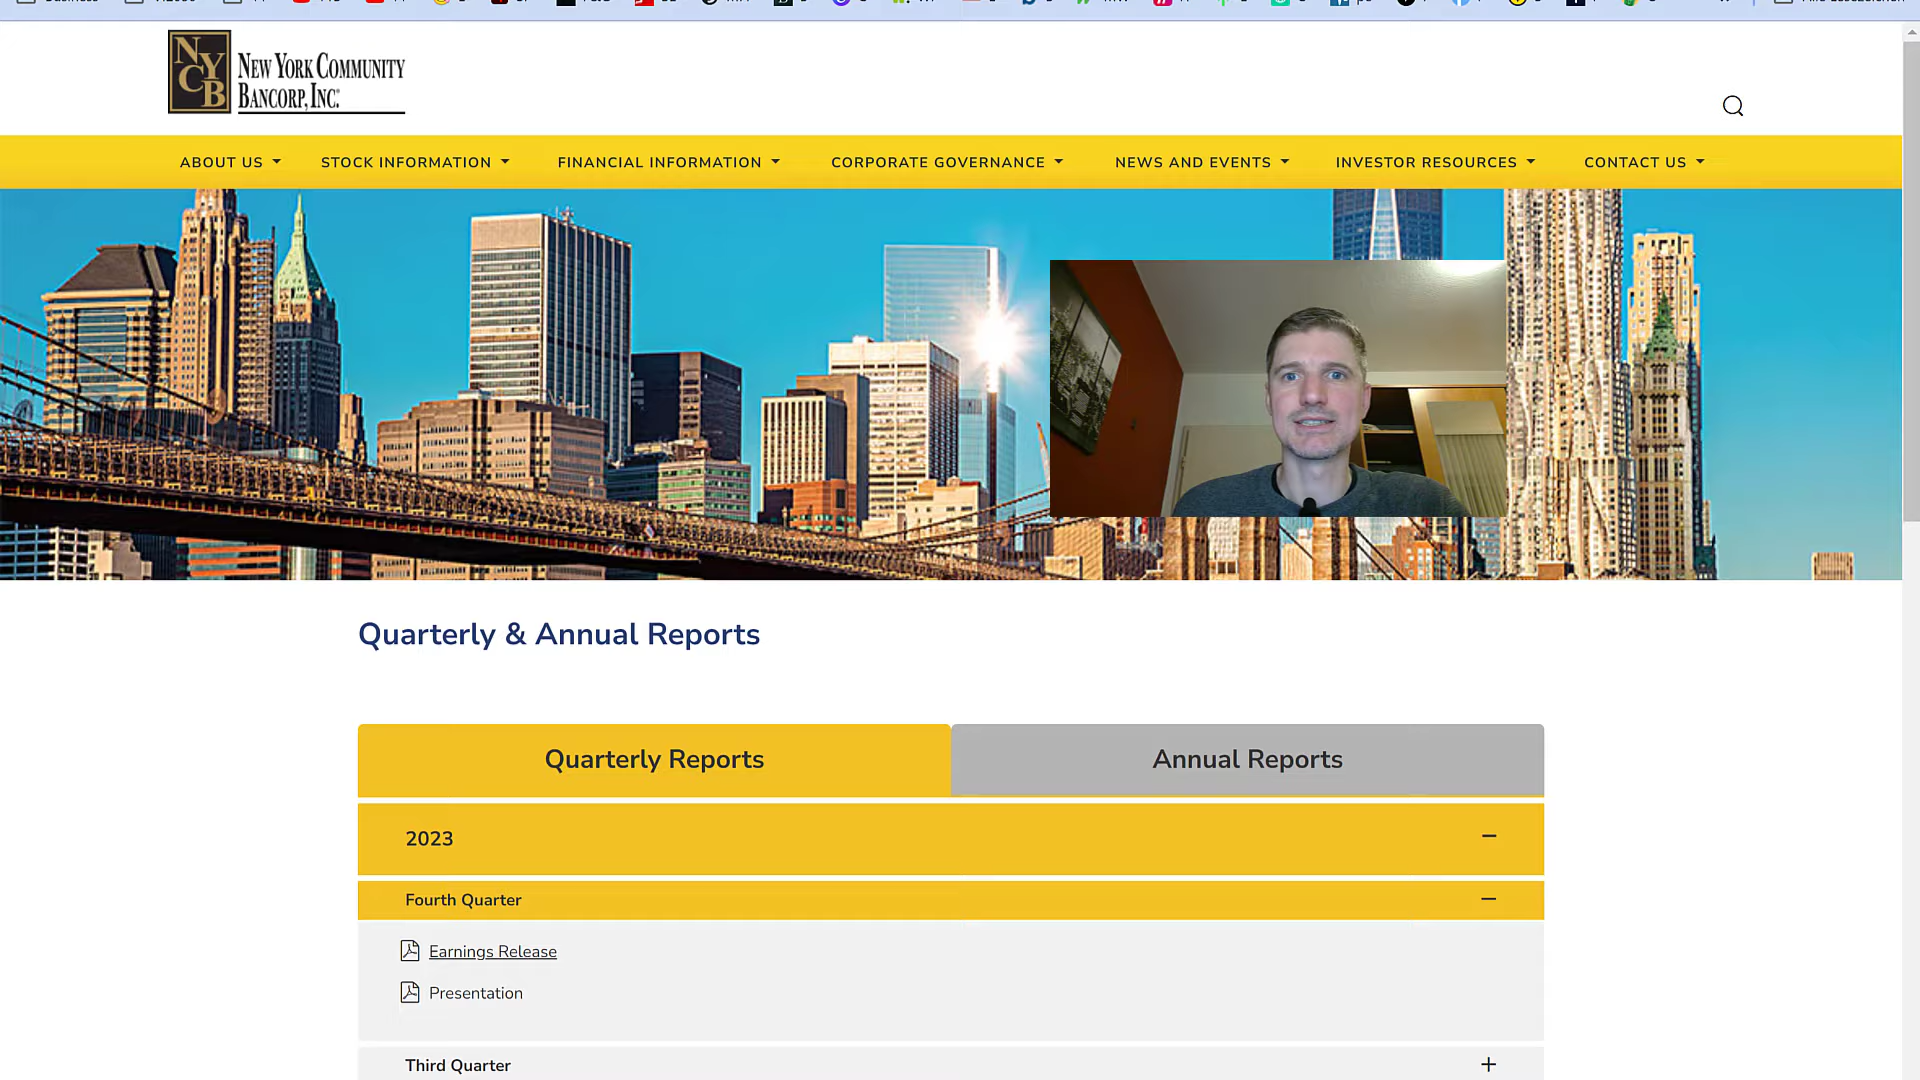 NYCB
NEW YORK COMMUNITY
BANCORP, INC.
ABOUT US
STOCK INFORMATION
FINANCIAL INFORMATION
CORPORATE GOVERNANCE
NEWS AND EVENTS
INVESTOR RESOURCES
CONTACT US
Quarterly & Annual Reports
Quarterly Reports
Annual Reports
2023
Fourth Quarter
Earnings Release
Presentation
Third Quarter